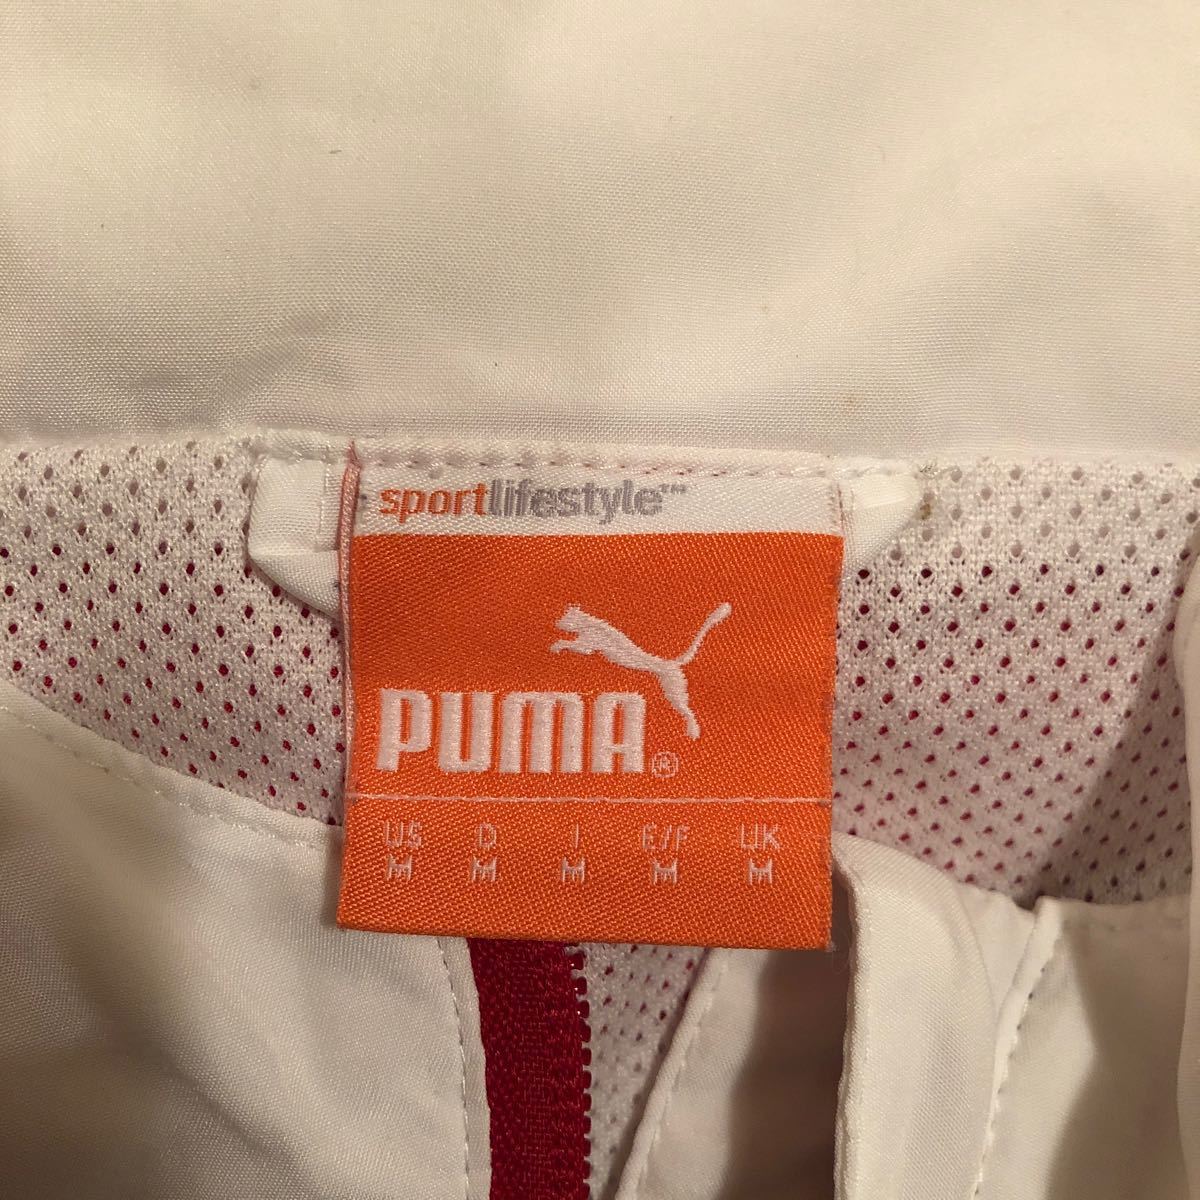 sportlifestyle™
PUMA®
US D I E/F UK
M M M M M